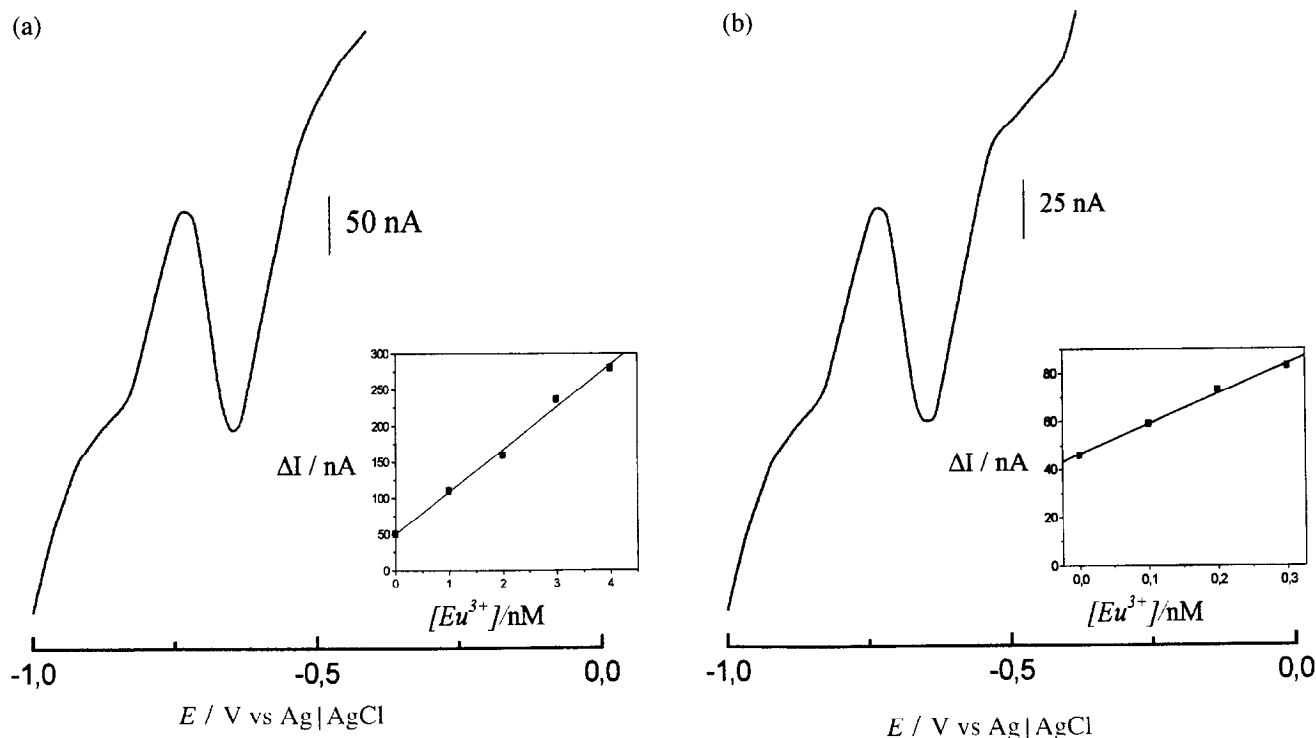 (a)
50 nA
300
250
200
150
100
50
0
0 1 2 3 4
ΔI / nA
[Eu³⁺]/nM
-1,0 -0,5 0,0
E / V vs Ag|AgCl
(b)
25 nA
80
60
40
20
0
0,0 0,1 0,2 0,3
ΔI / nA
[Eu³⁺]/nM
-1,0 -0,5 0,0
E / V vs Ag|AgCl